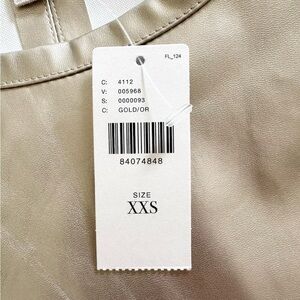 FL_124
C: 4112
V: 005968
S: 0000093
C: GOLD/OR
84074848
SIZE
XXS